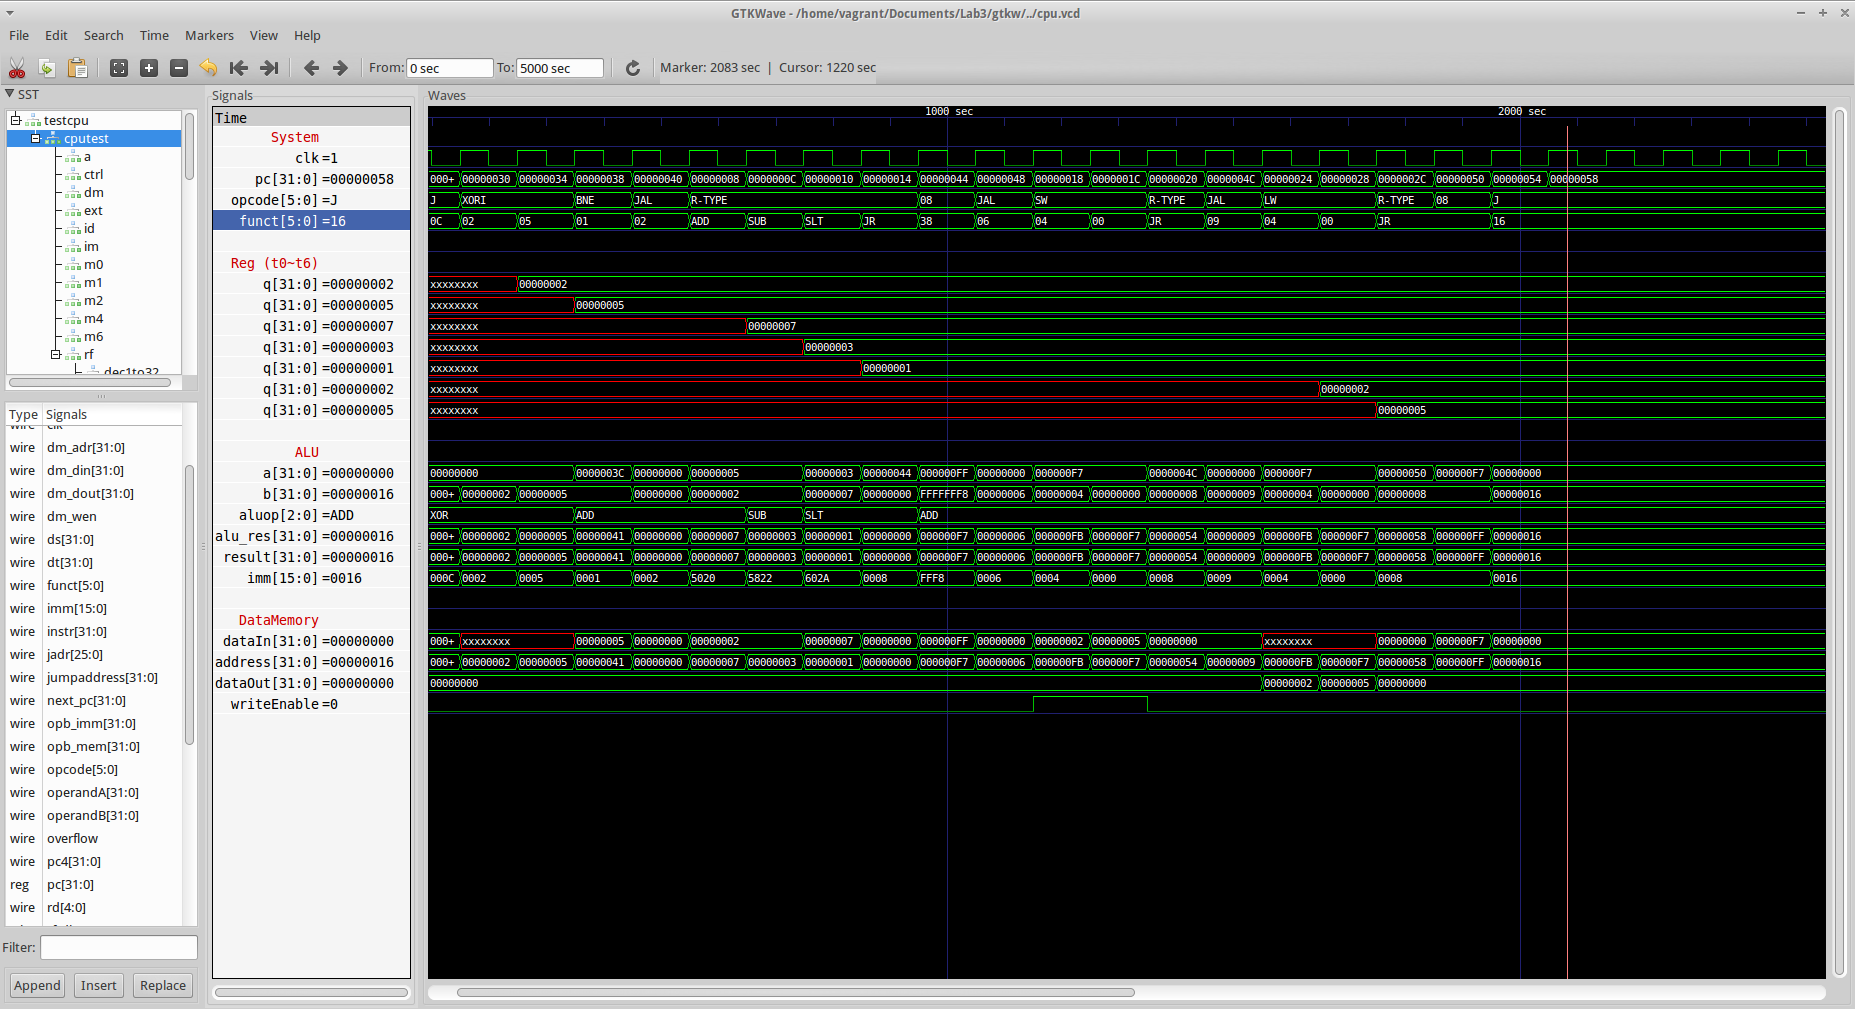 GTKWave - /home/vagrant/Documents/Lab3/gtkw/../cpu.vcd
File Edit Search Time Markers View Help
From: 0 sec To: 5000 sec Marker: 2083 sec | Cursor: 1220 sec
SST
testcpu
cputest
a
ctrl
dm
ext
id
im
m0
m1
m2
m4
m6
rf
dec1to32
Type Signals
wire clk
wire dm_adr[31:0]
wire dm_din[31:0]
wire dm_dout[31:0]
wire dm_wen
wire ds[31:0]
wire dt[31:0]
wire funct[5:0]
wire imm[15:0]
wire instr[31:0]
wire jadr[25:0]
wire jumpaddress[31:0]
wire next_pc[31:0]
wire opb_imm[31:0]
wire opb_mem[31:0]
wire opcode[5:0]
wire operandA[31:0]
wire operandB[31:0]
wire overflow
wire pc4[31:0]
reg pc[31:0]
wire rd[4:0]
Filter:
Append Insert Replace
Signals
Time
System
clk=1
pc[31:0]=00000058
opcode[5:0]=J
funct[5:0]=16
Reg (t0~t6)
q[31:0]=00000002
q[31:0]=00000005
q[31:0]=00000007
q[31:0]=00000003
q[31:0]=00000001
q[31:0]=00000002
q[31:0]=00000005
ALU
a[31:0]=00000000
b[31:0]=00000016
aluop[2:0]=ADD
alu_res[31:0]=00000016
result[31:0]=00000016
imm[15:0]=0016
DataMemory
dataIn[31:0]=00000000
address[31:0]=00000016
dataOut[31:0]=00000000
writeEnable=0
Waves
1000 sec 2000 sec
000+ 00000030 00000034 00000038 00000040 00000008 0000000C 00000010 00000014 00000044 00000048 00000018 0000001C 00000020 0000004C 00000024 00000028 0000002C 00000050 00000054 00000058
J XORI BNE JAL R-TYPE 08 JAL SW R-TYPE JAL LW R-TYPE 08 J
0C 02 05 01 02 ADD SUB SLT JR 38 06 04 00 JR 09 04 00 JR 16
xxxxxxxx 00000002
xxxxxxxx 00000005
xxxxxxxx 00000007
xxxxxxxx 00000003
xxxxxxxx 00000001
xxxxxxxx 00000002
xxxxxxxx 00000005
00000000 0000003C 00000000 00000005 00000003 00000044 000000FF 00000000 000000F7 0000004C 00000000 000000F7 00000050 000000F7 00000000
000+ 00000002 00000005 00000000 00000002 00000007 00000000 FFFFFFF8 00000006 00000004 00000000 00000008 00000009 00000004 00000000 00000008 00000016
XOR ADD SUB SLT ADD
000+ 00000002 00000005 00000041 00000000 00000007 00000003 00000001 00000000 000000F7 00000006 000000FB 000000F7 00000054 00000009 000000FB 000000F7 00000058 000000FF 00000016
000+ 00000002 00000005 00000041 00000000 00000007 00000003 00000001 00000000 000000F7 00000006 000000FB 000000F7 00000054 00000009 000000FB 000000F7 00000058 000000FF 00000016
000C 0002 0005 0001 0002 5020 5822 602A 0008 FFF8 0006 0004 0000 0008 0009 0004 0000 0008 0016
000+ xxxxxxxx 00000005 00000000 00000002 00000007 00000000 000000FF 00000000 00000002 00000005 00000000 xxxxxxxx 00000000 000000F7 00000000
000+ 00000002 00000005 00000041 00000000 00000007 00000003 00000001 00000000 000000F7 00000006 000000FB 000000F7 00000054 00000009 000000FB 000000F7 00000058 000000FF 00000016
00000000 00000002 00000005 00000000